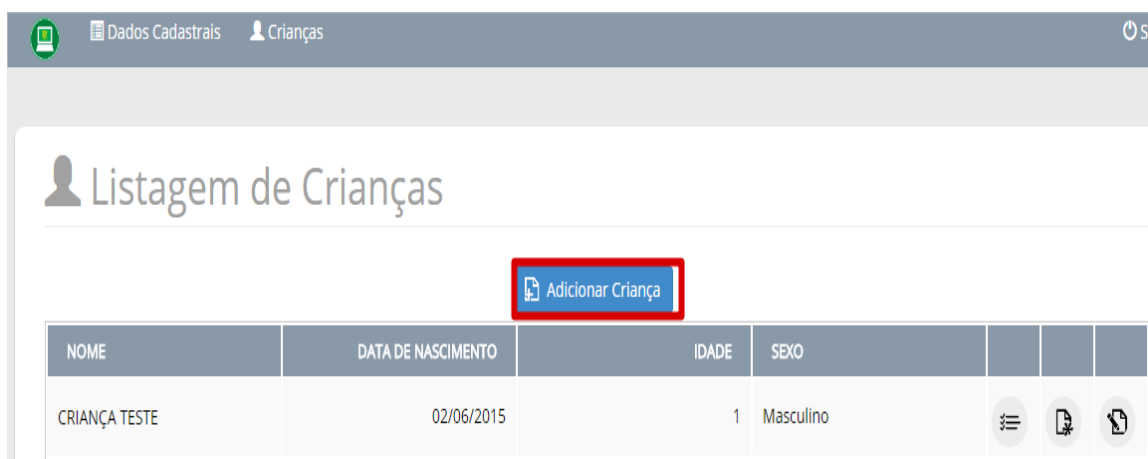 Dados Cadastrais Crianças S
Listagem de Crianças
Adicionar Criança
NOME DATA DE NASCIMENTO IDADE SEXO
CRIANÇA TESTE 02/06/2015 1 Masculino